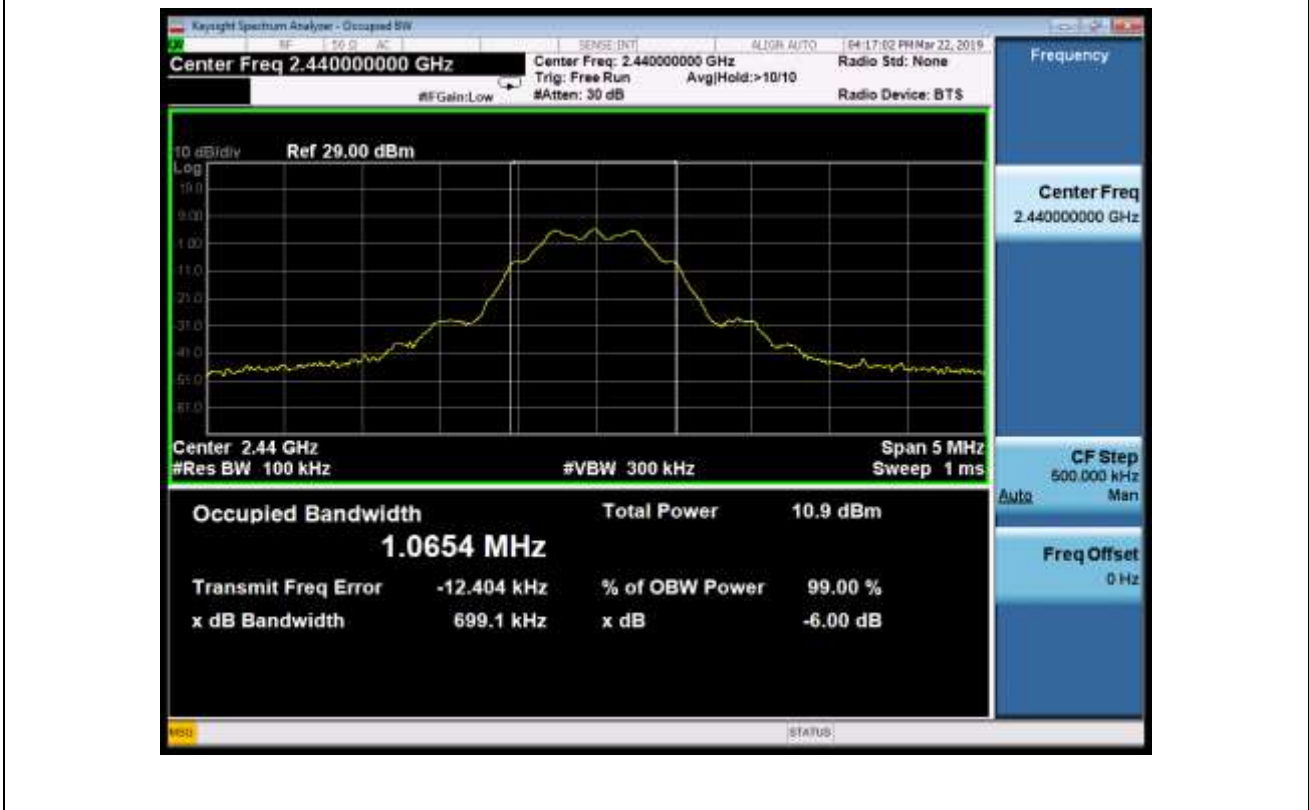 Keysight Spectrum Analyzer - Occupied BW
RF 50 Ω AC SENSE:INT ALIGN AUTO 04:17:02 PM Mar 22, 2019
Center Freq 2.440000000 GHz
Center Freq: 2.440000000 GHz
Radio Std: None
Trig: Free Run Avg|Hold:>10/10
#IFGain:Low #Atten: 30 dB Radio Device: BTS
Frequency
10 dB/div Ref 29.00 dBm
Log
19.0
9.00
-1.00
-11.0
-21.0
-31.0
-41.0
-51.0
-61.0
Center 2.44 GHz Span 5 MHz
#Res BW 100 kHz #VBW 300 kHz Sweep 1 ms
Occupied Bandwidth Total Power 10.9 dBm
1.0654 MHz
Transmit Freq Error -12.404 kHz % of OBW Power 99.00 %
x dB Bandwidth 699.1 kHz x dB -6.00 dB
Center Freq
2.440000000 GHz
CF Step
500.000 kHz
Auto Man
Freq Offset
0 Hz
MSG STATUS